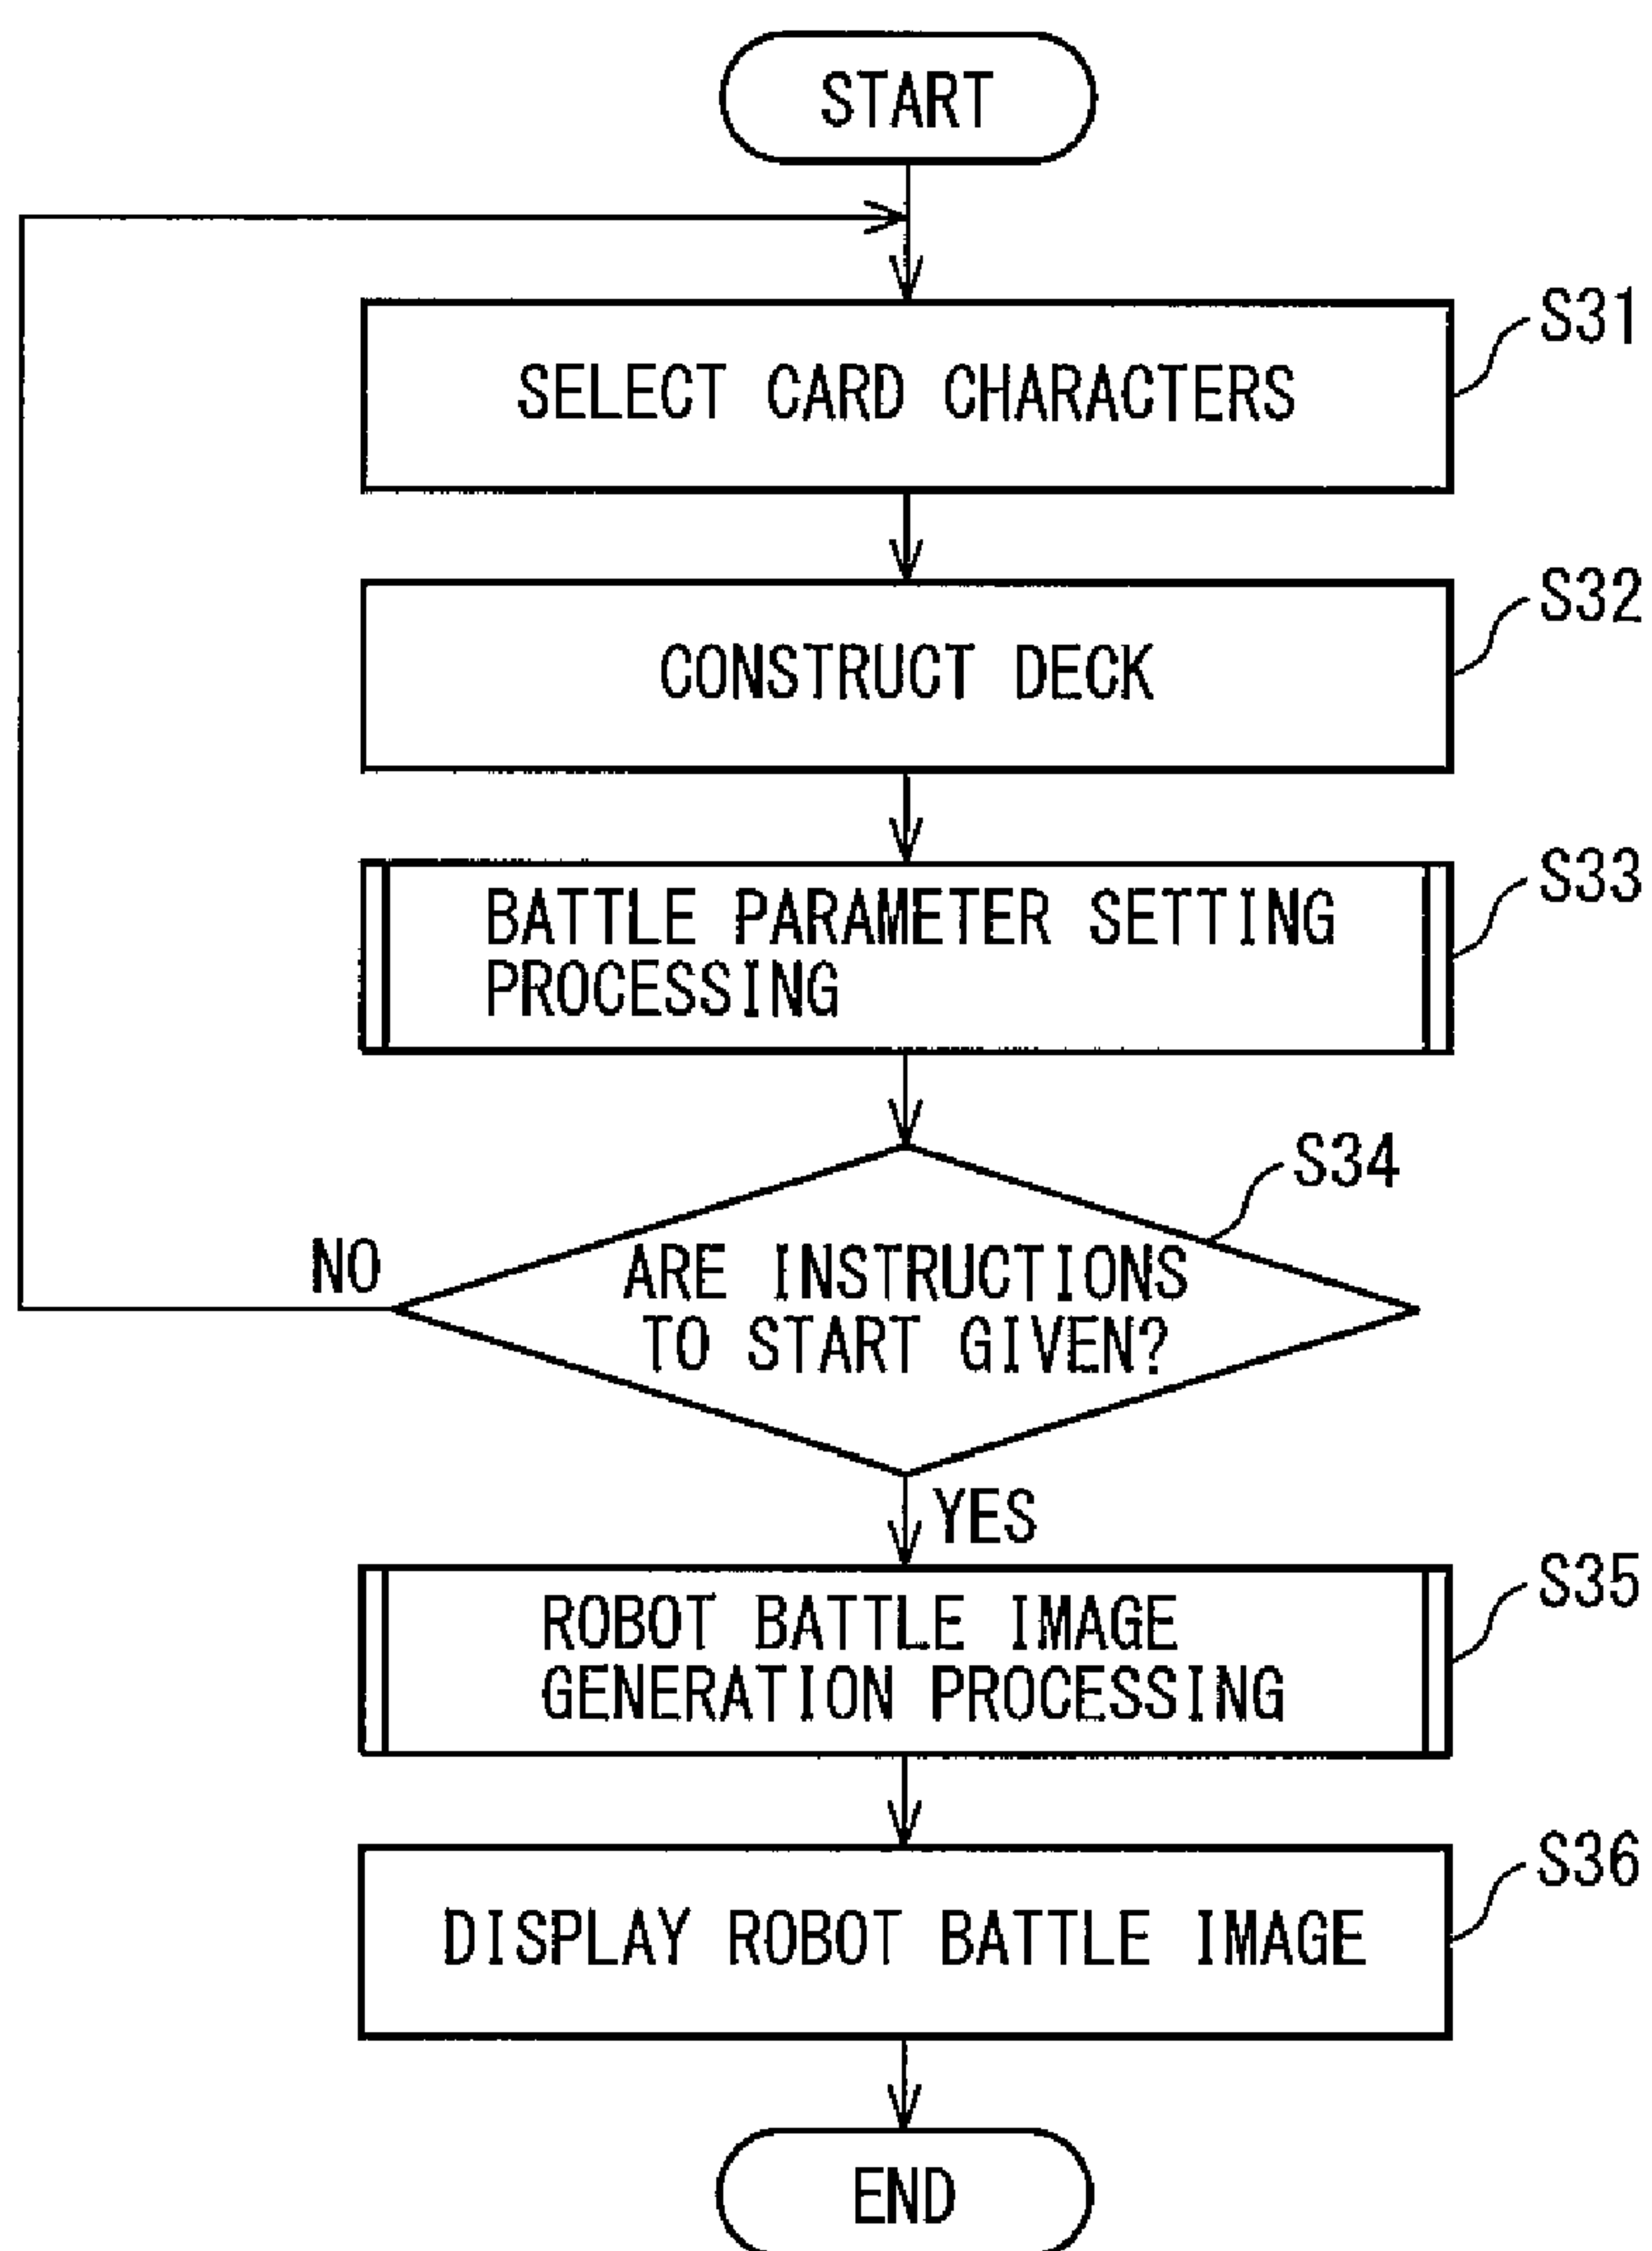 START
S31
SELECT CARD CHARACTERS
S32
CONSTRUCT DECK
S33
BATTLE PARAMETER SETTING
PROCESSING
S34
NO
ARE INSTRUCTIONS
TO START GIVEN?
YES
S35
ROBOT BATTLE IMAGE
GENERATION PROCESSING
S36
DISPLAY ROBOT BATTLE IMAGE
END